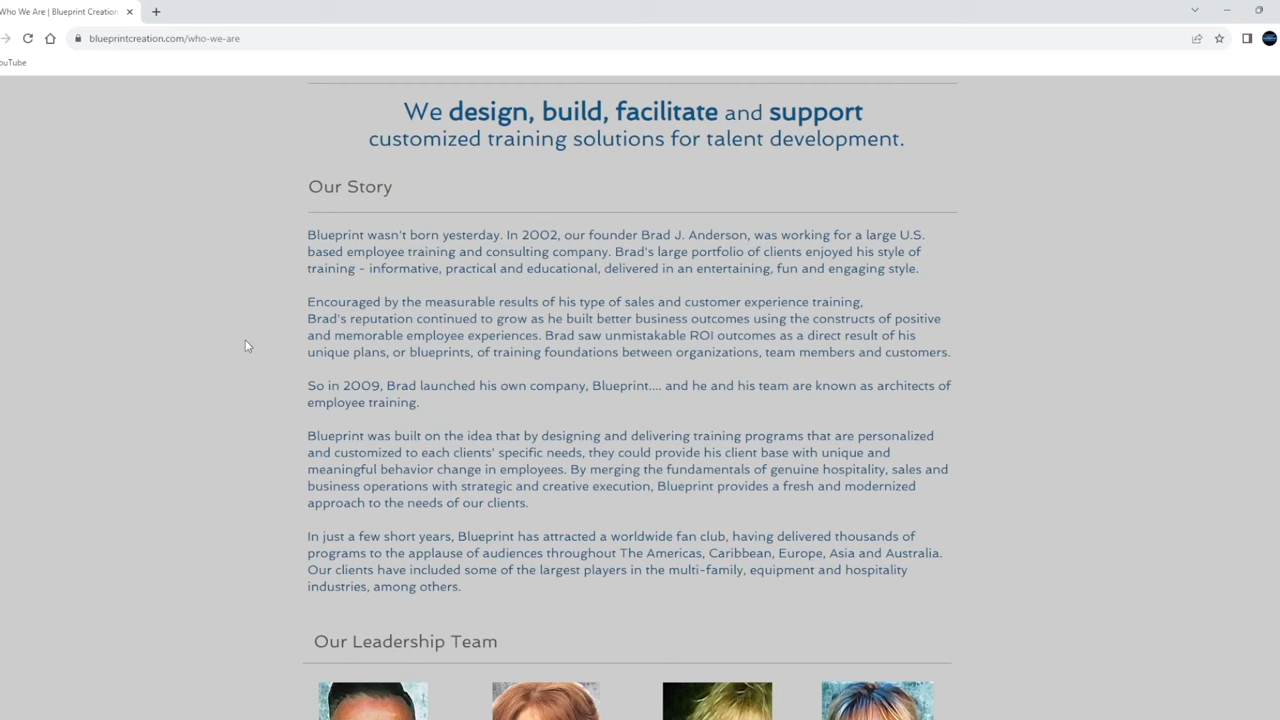 Who We Are | Blueprint Creation
blueprintcreation.com/who-we-are
ouTube
We design, build, facilitate and support
customized training solutions for talent development.
Our Story
Blueprint wasn't born yesterday. In 2002, our founder Brad J. Anderson, was working for a large U.S.
based employee training and consulting company. Brad's large portfolio of clients enjoyed his style of
training - informative, practical and educational, delivered in an entertaining, fun and engaging style.
Encouraged by the measurable results of his type of sales and customer experience training,
Brad's reputation continued to grow as he built better business outcomes using the constructs of positive
and memorable employee experiences. Brad saw unmistakable ROI outcomes as a direct result of his
unique plans, or blueprints, of training foundations between organizations, team members and customers.
So in 2009, Brad launched his own company, Blueprint.... and he and his team are known as architects of
employee training.
Blueprint was built on the idea that by designing and delivering training programs that are personalized
and customized to each clients' specific needs, they could provide his client base with unique and
meaningful behavior change in employees. By merging the fundamentals of genuine hospitality, sales and
business operations with strategic and creative execution, Blueprint provides a fresh and modernized
approach to the needs of our clients.
In just a few short years, Blueprint has attracted a worldwide fan club, having delivered thousands of
programs to the applause of audiences throughout The Americas, Caribbean, Europe, Asia and Australia.
Our clients have included some of the largest players in the multi-family, equipment and hospitality
industries, among others.
Our Leadership Team